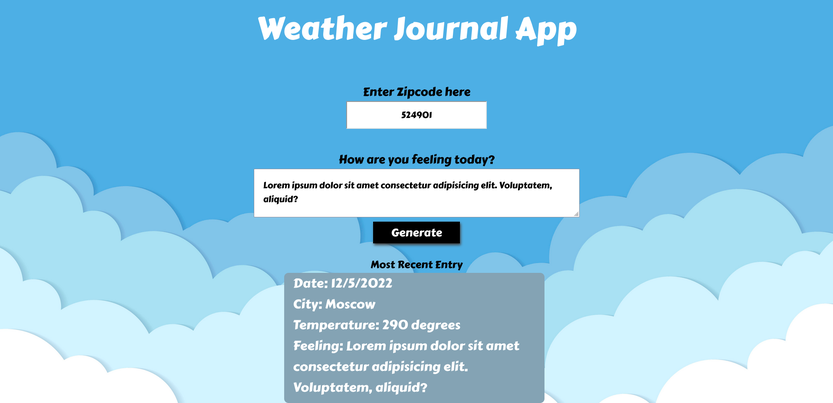 Weather Journal App
Enter Zipcode here
524901
How are you feeling today?
Lorem ipsum dolor sit amet consectetur adipisicing elit. Voluptatem,
aliquid?
Generate
Most Recent Entry
Date: 12/5/2022
City: Moscow
Temperature: 290 degrees
Feeling: Lorem ipsum dolor sit amet
consectetur adipisicing elit.
Voluptatem, aliquid?